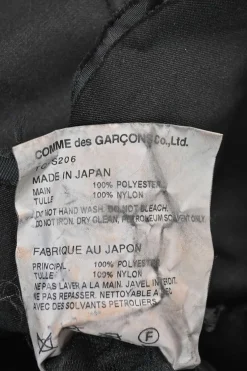 COMME des GARÇONS Co., Ltd.
S206
MADE IN JAPAN
MAIN 100% POLYESTER
TULLE 100% NYLON
DO NOT HAND WASH. DO NOT BLEACH.
DO NOT IRON. DRY CLEAN, PETROLEUM SOLVENT ONLY.
FABRIQUE AU JAPON
PRINCIPAL 100% POLYESTER
TULLE 100% NYLON
NE PAS LAVER A LA MAIN. JAVEL INTERDIT.
NE PAS REPASSER. NETTOYABLE A SEC
AVEC DES SOLVANTS PETROLIERS
F